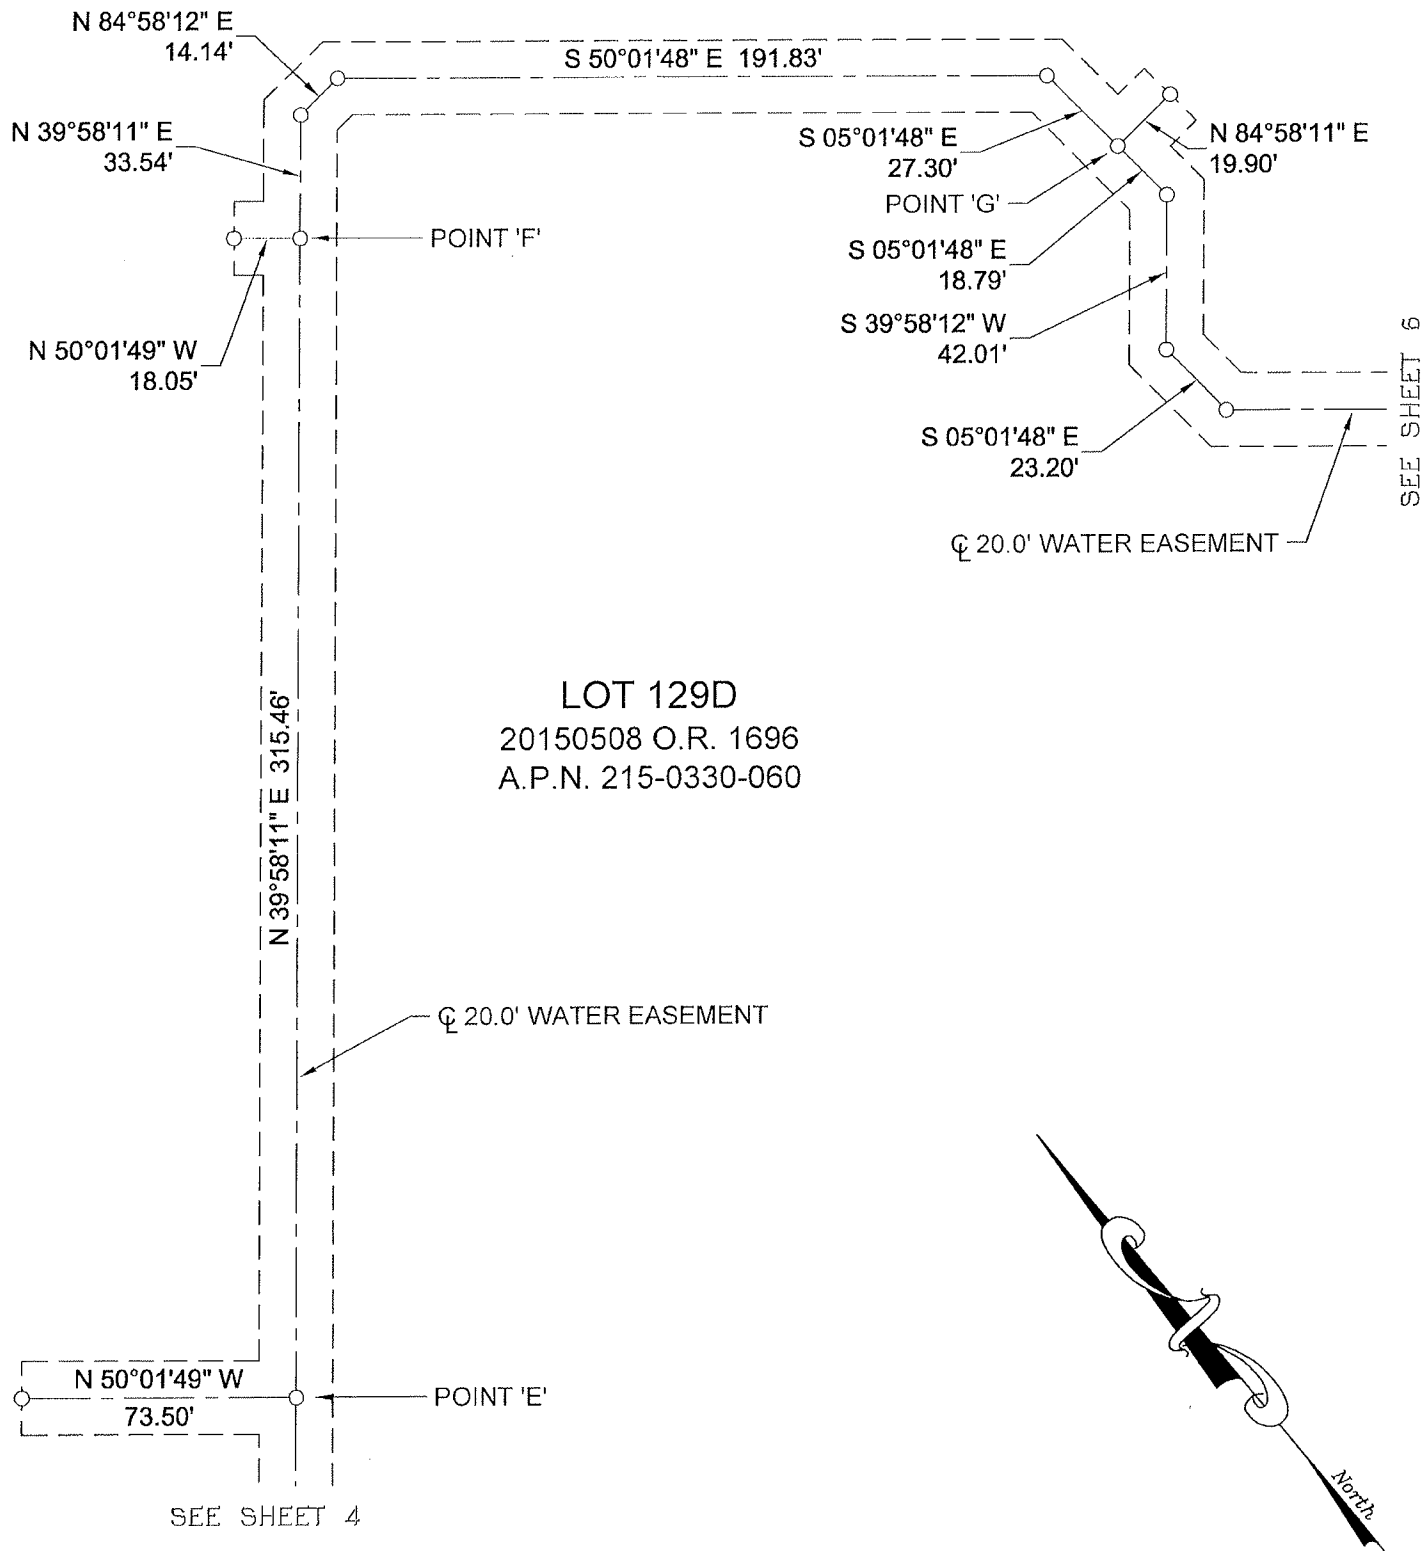 N 84°58'12" E
14.14'
S 50°01'48" E 191.83'
N 39°58'11" E
33.54'
S 05°01'48" E
27.30'
N 84°58'11" E
19.90'
POINT 'G'
POINT 'F'
S 05°01'48" E
18.79'
S 39°58'12" W
42.01'
N 50°01'49" W
18.05'
SEE SHEET 6
S 05°01'48" E
23.20'
℄ 20.0' WATER EASEMENT
LOT 129D
20150508 O.R. 1696
A.P.N. 215-0330-060
N 39°58'11" E 315.46'
℄ 20.0' WATER EASEMENT
N 50°01'49" W
73.50'
POINT 'E'
North
SEE SHEET 4